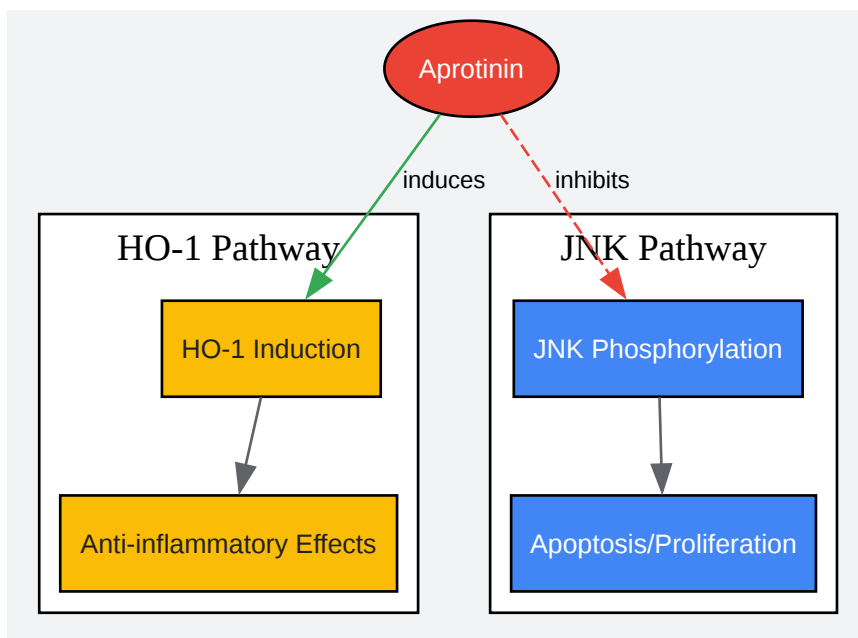 Aprotinin
induces
inhibits
HO-1 Pathway
JNK Pathway
HO-1 Induction
JNK Phosphorylation
Anti-inflammatory Effects
Apoptosis/Proliferation